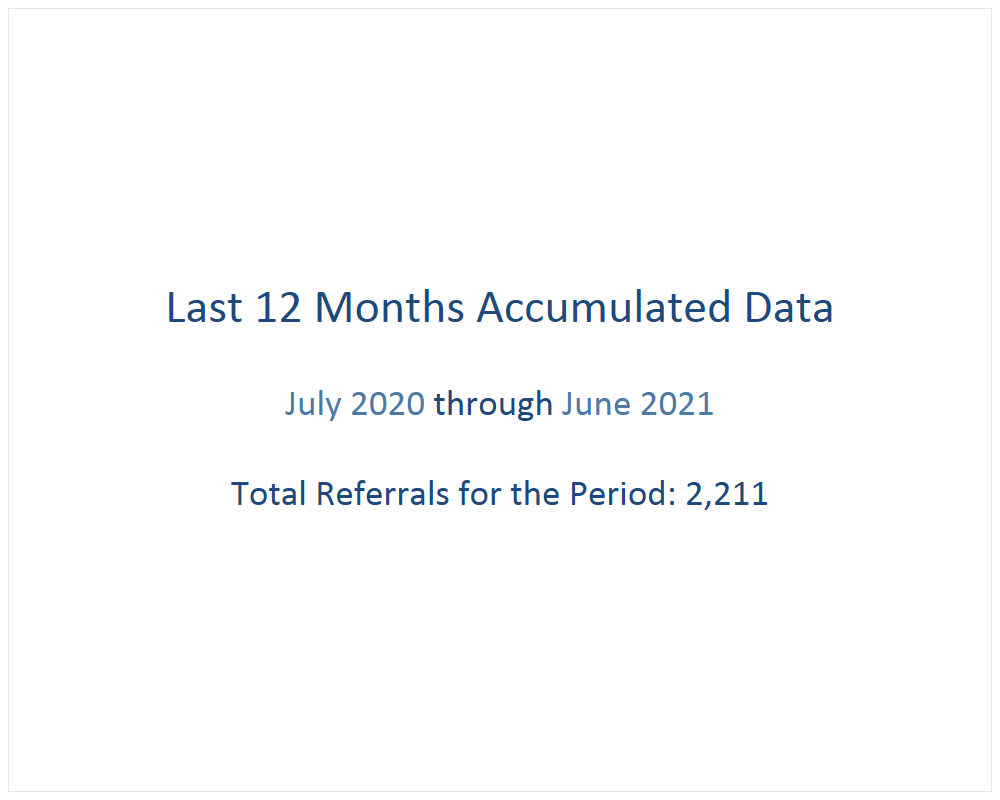 Last 12 Months Accumulated Data
July 2020 through June 2021
Total Referrals for the Period: 2,211